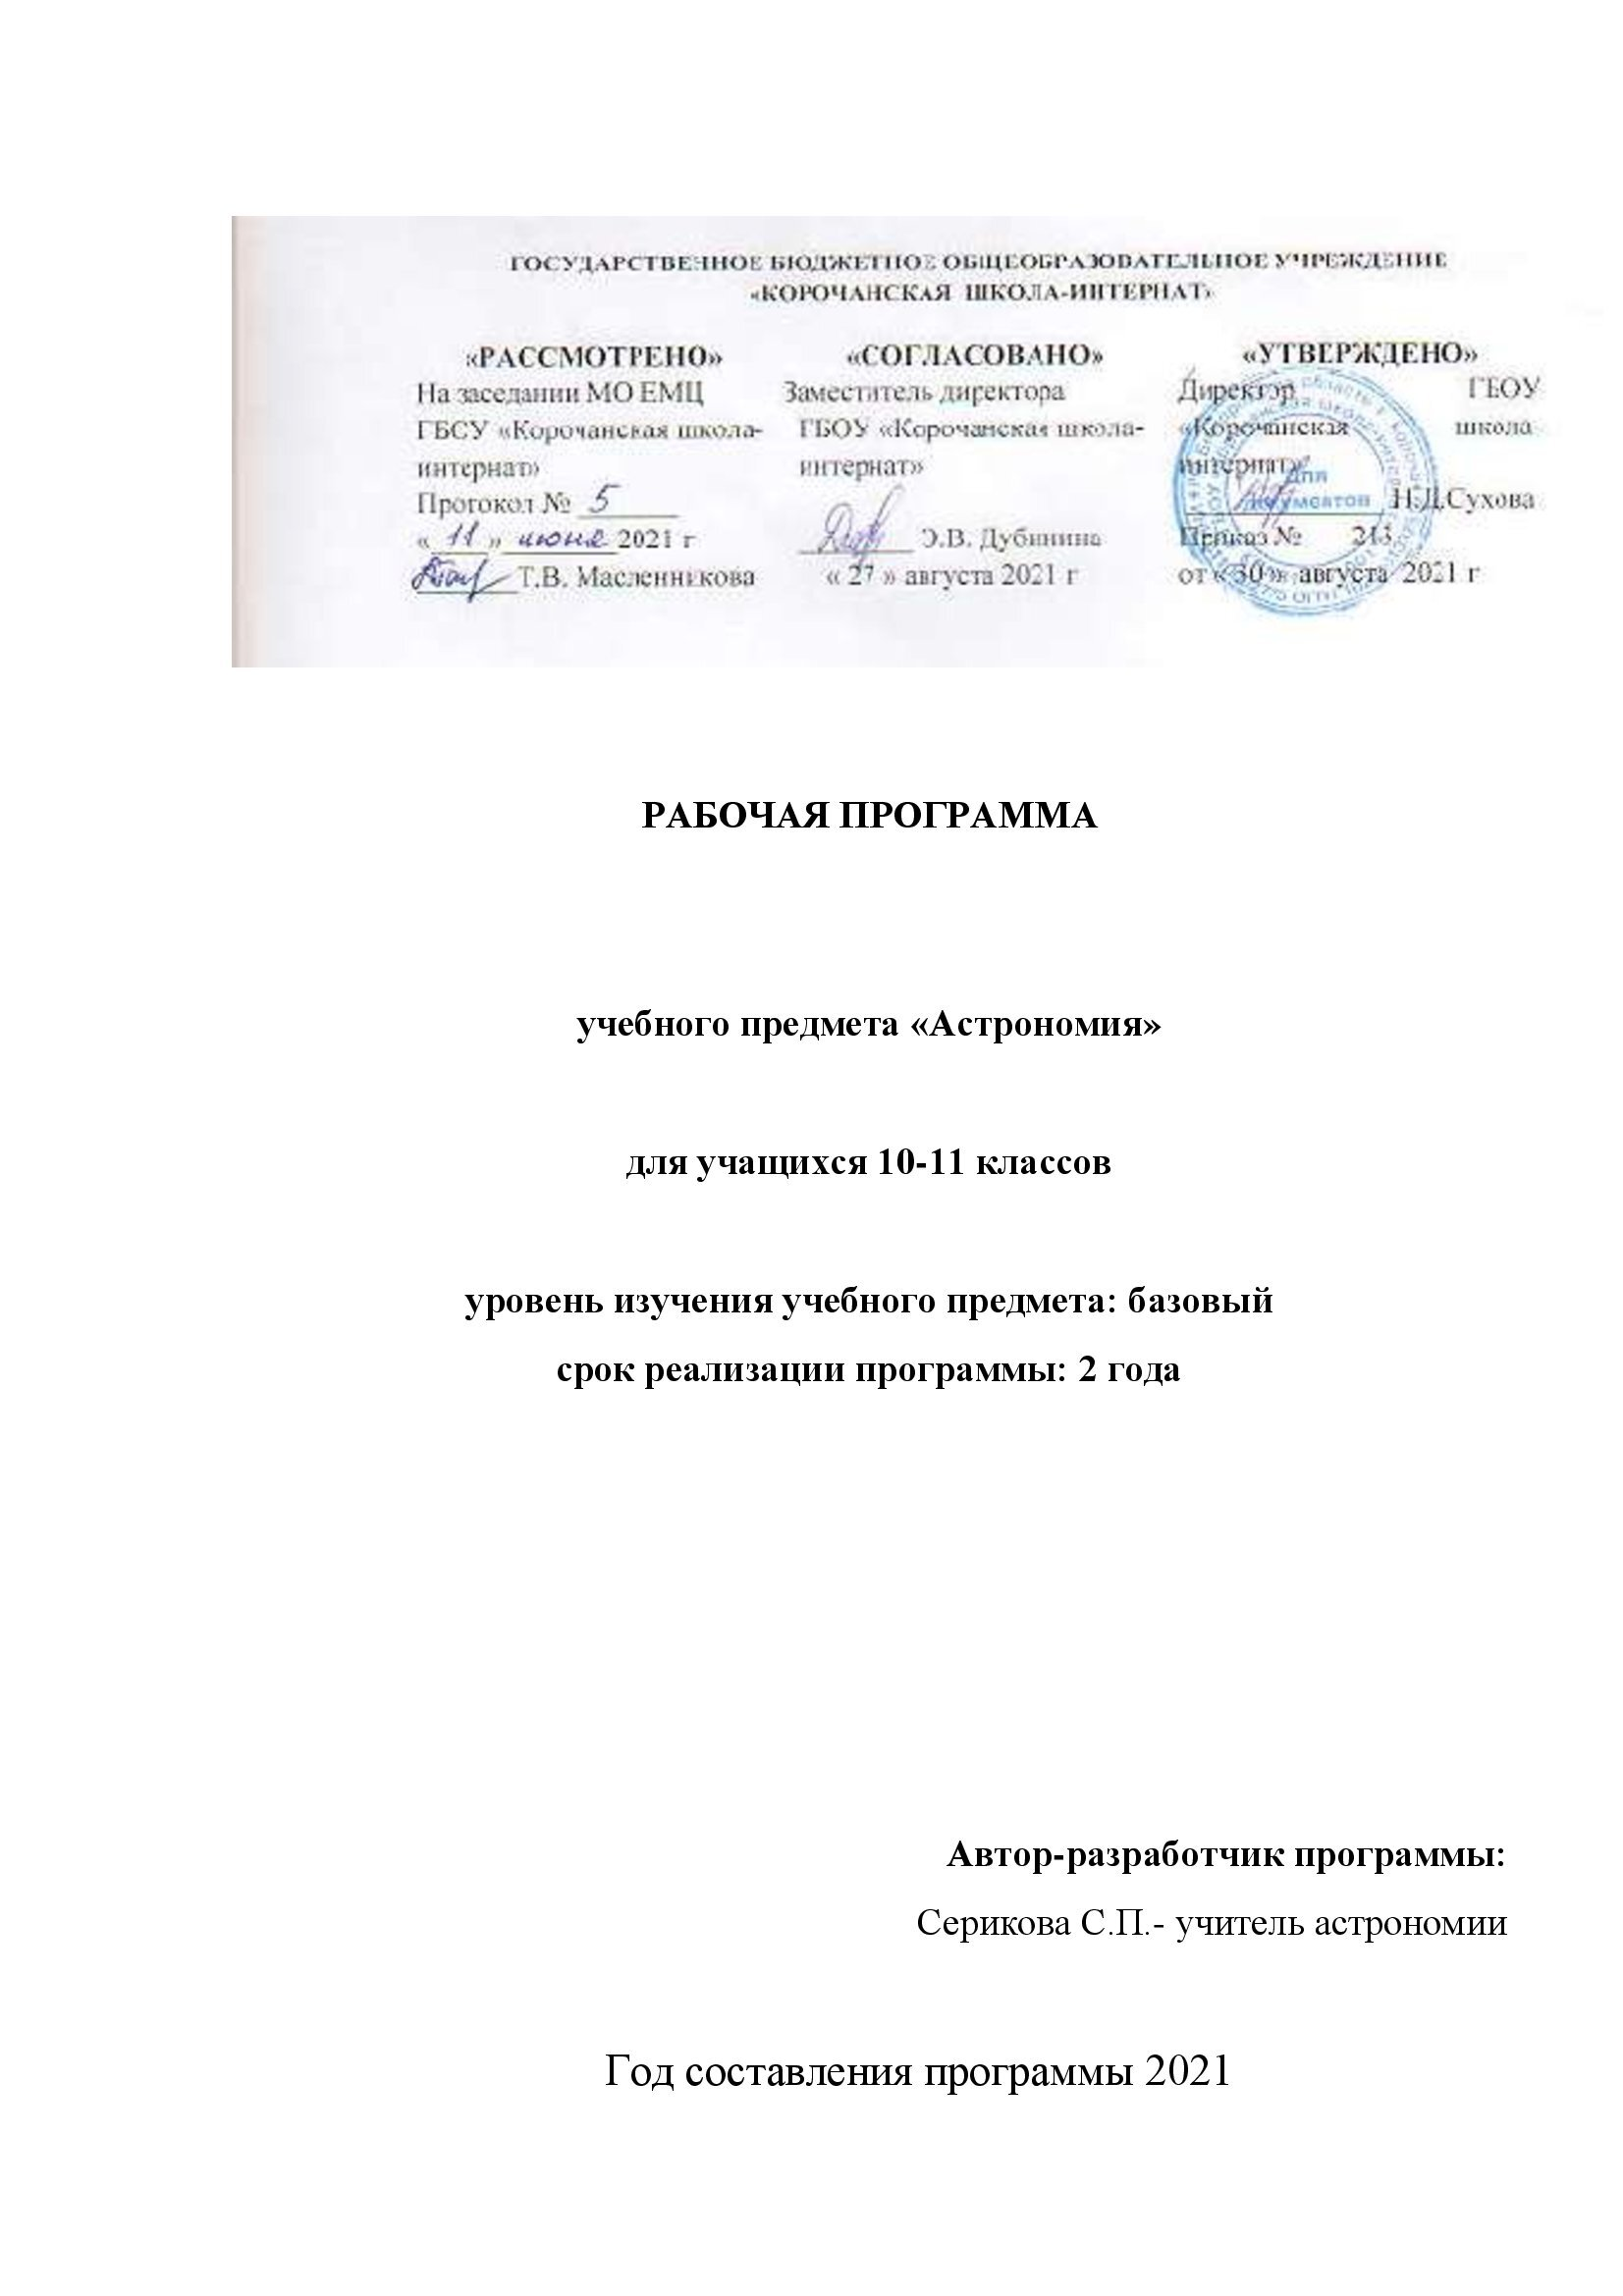 ГОСУДАРСТВЕННОЕ БЮДЖЕТНОЕ ОБЩЕОБРАЗОВАТЕЛЬНОЕ УЧРЕЖДЕНИЕ
«КОРОЧАНСКАЯ ШКОЛА-ИНТЕРНАТ»
«РАССМОТРЕНО»
На заседании МО ЕМЦ
ГБОУ «Корочанская школа-
интернат»
Протокол № 5
« 11 » июня 2021 г
Т.В. Масленникова
«СОГЛАСОВАНО»
Заместитель директора
ГБОУ «Корочанская школа-
интернат»
Э.В. Дубинина
« 27 » августа 2021 г
«УТВЕРЖДЕНО»
Директор ГБОУ
«Корочанская школа-
интернат»
Н.Д.Сухова
Приказ № 243
от « 30 » августа 2021 г
Для
документов
РАБОЧАЯ ПРОГРАММА
учебного предмета «Астрономия»
для учащихся 10-11 классов
уровень изучения учебного предмета: базовый
срок реализации программы: 2 года
Автор-разработчик программы:
Серикова С.П.- учитель астрономии
Год составления программы 2021